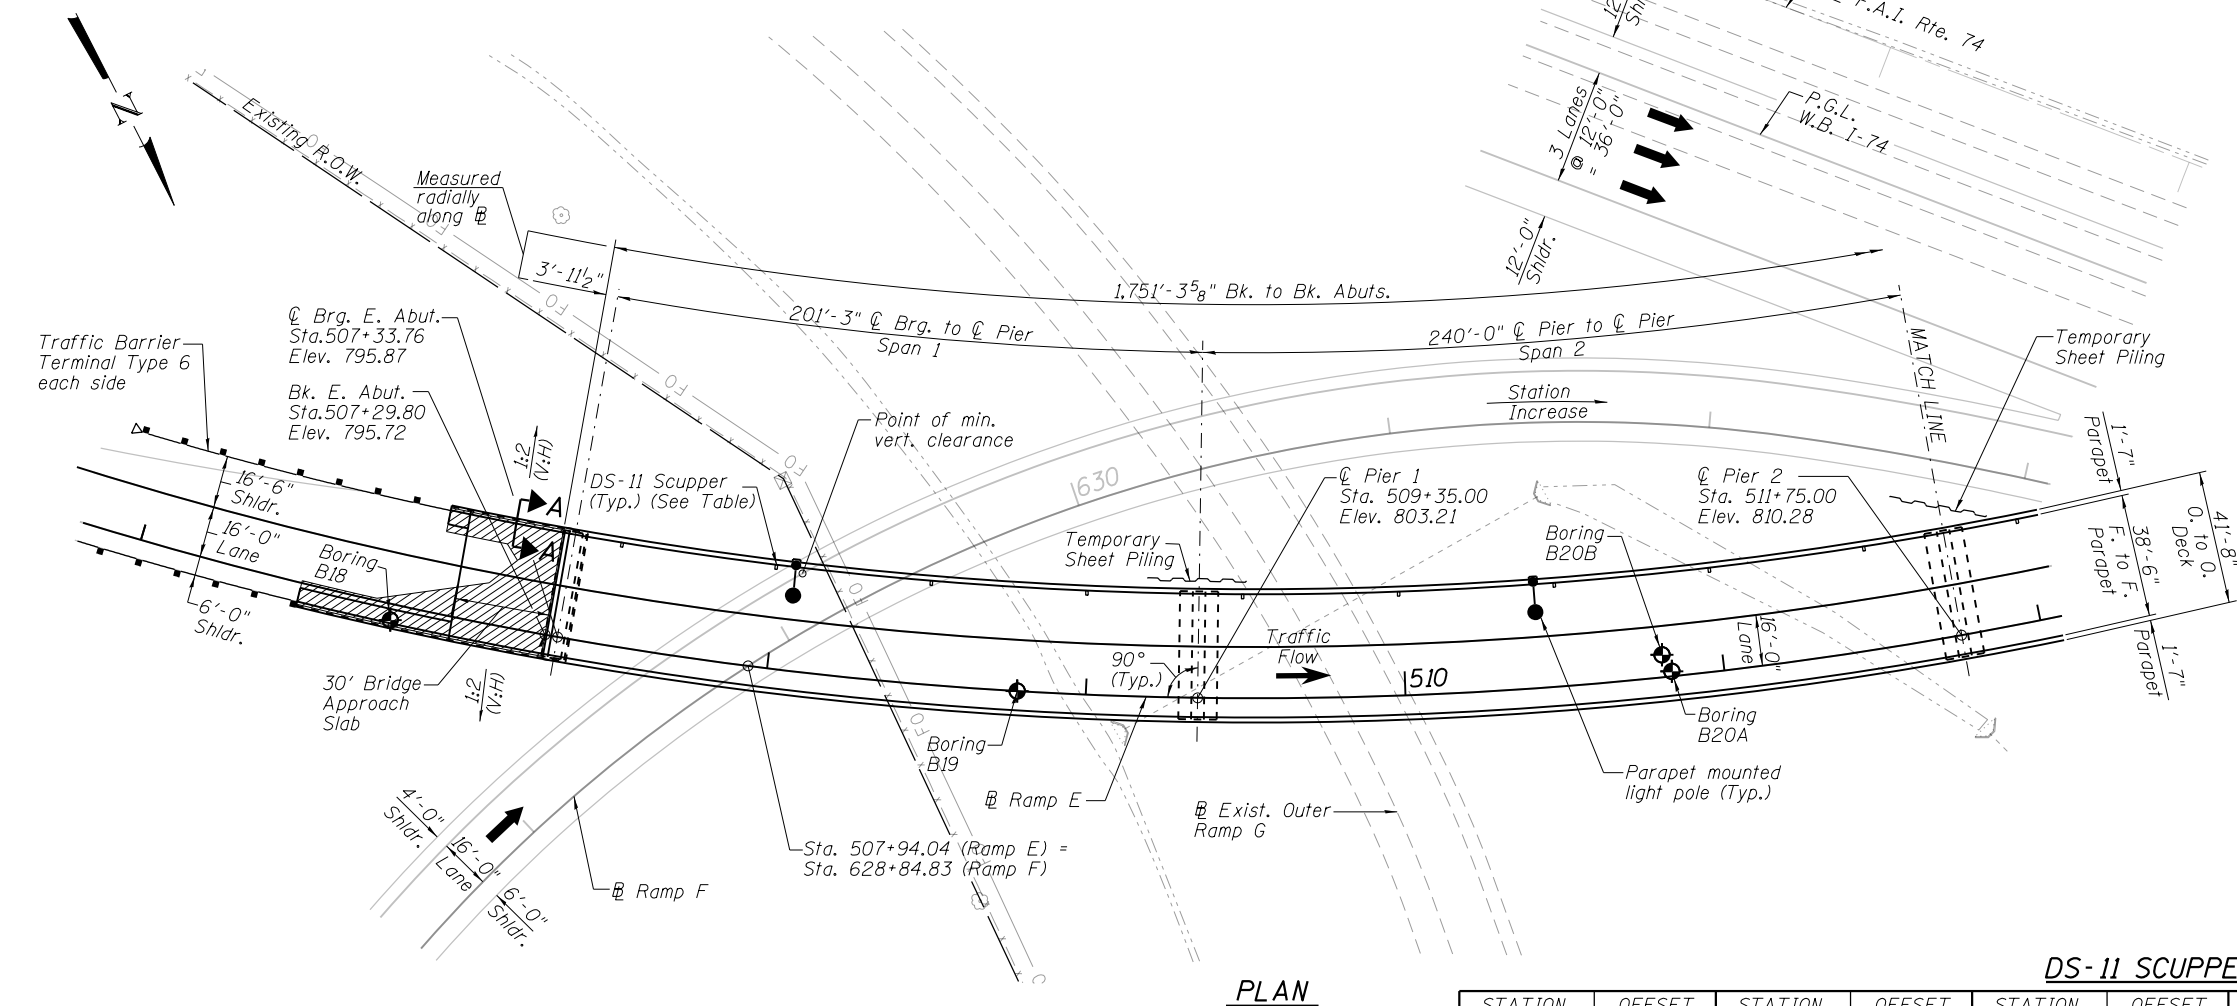 12
Sh
F.A.I. Rte. 74
P.G.L.
W.B. I-74
3 Lanes
@ 12'-0"
= 36'-0"
12'-0"
Shldr.
N
Existing R.O.W.
Measured
radially
along ℄
3'-11½"
1,751'-3⅝" Bk. to Bk. Abuts.
201'-3" ℄ Brg. to ℄ Pier
Span 1
240'-0" ℄ Pier to ℄ Pier
Span 2
MATCH LINE
Temporary
Sheet Piling
Traffic Barrier
Terminal Type 6
each side
℄ Brg. E. Abut.
Sta.507+33.76
Elev. 795.87
Bk. E. Abut.
Sta.507+29.80
Elev. 795.72
1:2
(V:H)
A
A
DS-11 Scupper
(Typ.) (See Table)
Point of min.
vert. clearance
Station
Increase
630
℄ Pier 1
Sta. 509+35.00
Elev. 803.21
℄ Pier 2
Sta. 511+75.00
Elev. 810.28
1'-7"
Parapet
38'-6"
F. to F.
Parapet
41'-8"
O. to O.
Deck
1'-7"
Parapet
16'-6"
Shldr.
16'-0"
Lane
6'-0"
Shldr.
Boring
B18
Temporary
Sheet Piling
Boring
B20B
Traffic
Flow
90°
(Typ.)
510
16'-0"
Lane
30' Bridge
Approach
Slab
1:2
(V:H)
Boring
B19
Boring
B20A
℄ Ramp E
℄ Exist. Outer
Ramp G
Parapet mounted
light pole (Typ.)
4'-0"
Shldr.
16'-0"
Lane
6'-0"
Shldr.
℄ Ramp F
Sta. 507+94.04 (Ramp E) =
Sta. 628+84.83 (Ramp F)
FO
FO
FO
FO
FO
FO
FO
FO
PLAN
DS-11 SCUPPE
STATION OFFSET STATION OFFSET STATION OFFSET